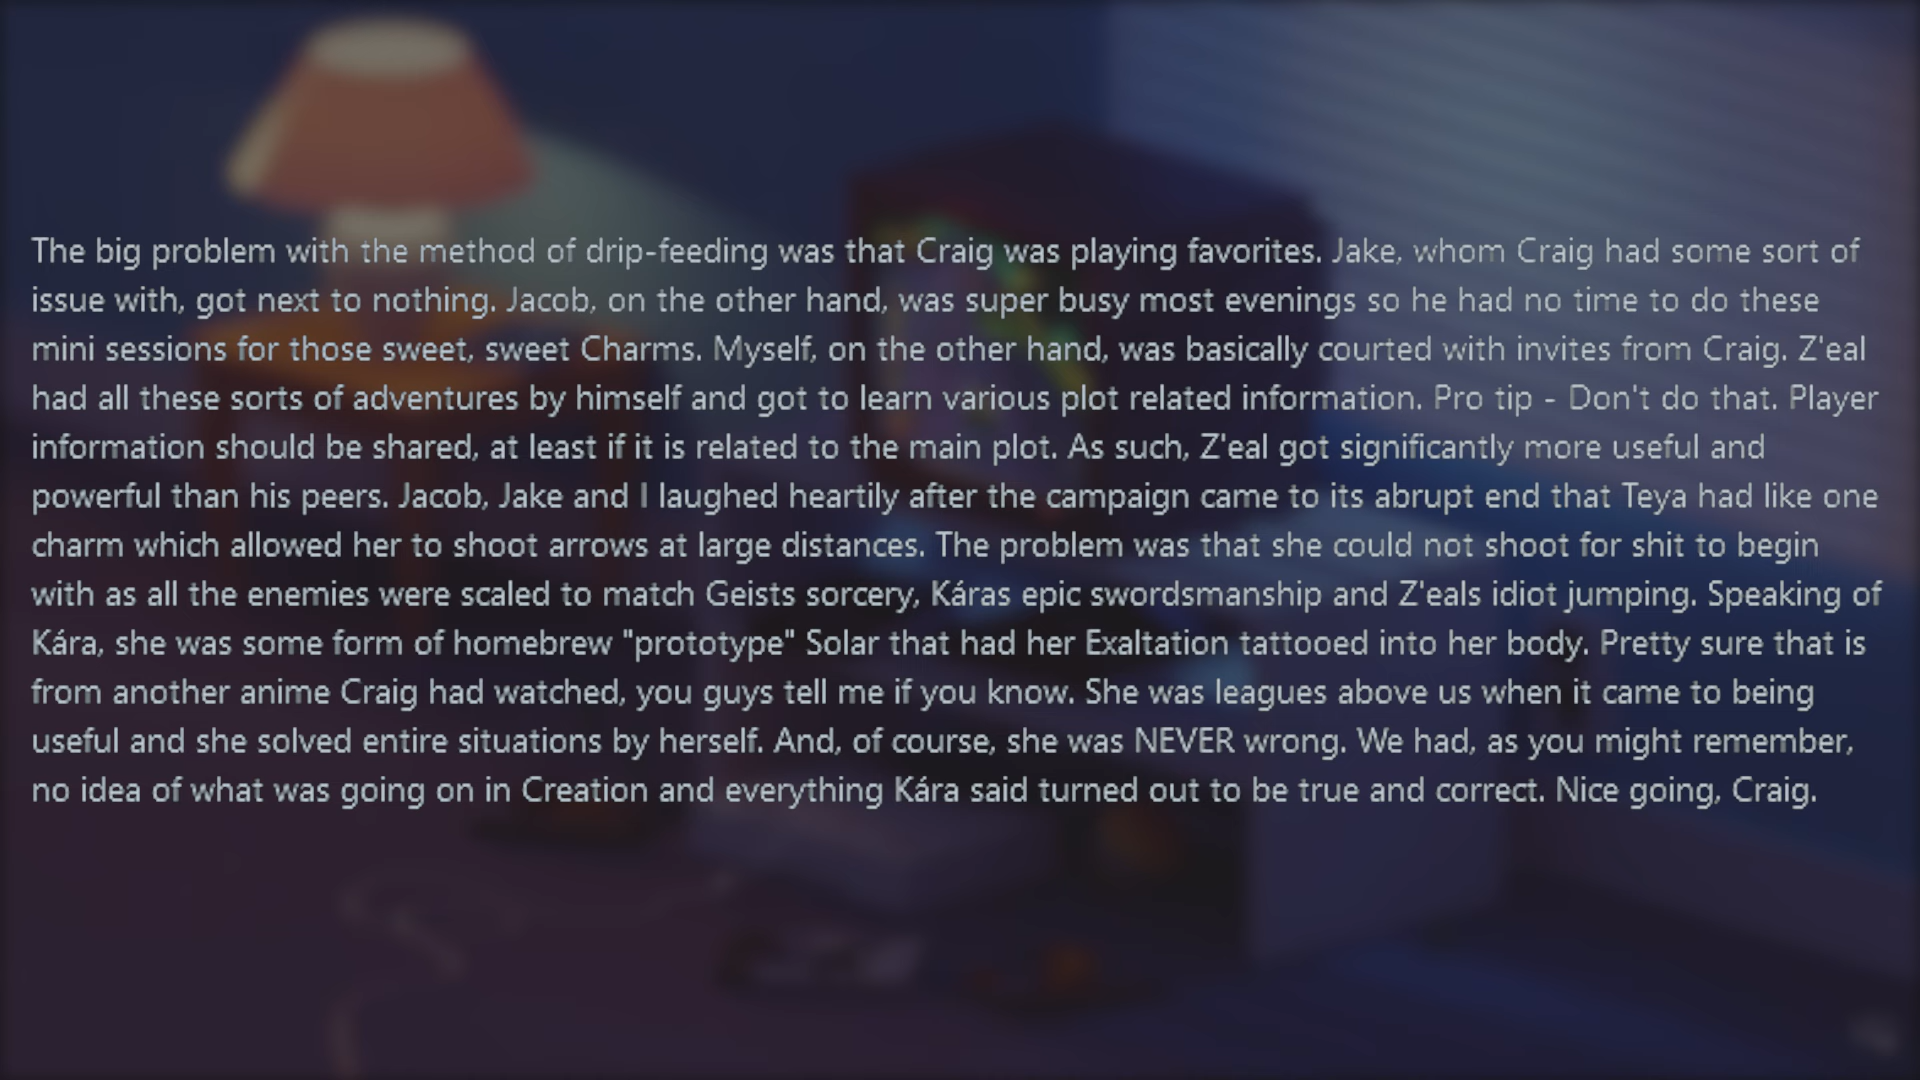 The big problem with the method of drip-feeding was that Craig was playing favorites. Jake, whom Craig had some sort of
issue with, got next to nothing. Jacob, on the other hand, was super busy most evenings so he had no time to do these
mini sessions for those sweet, sweet Charms. Myself, on the other hand, was basically courted with invites from Craig. Z'eal
had all these sorts of adventures by himself and got to learn various plot related information. Pro tip - Don't do that. Player
information should be shared, at least if it is related to the main plot. As such, Z'eal got significantly more useful and
powerful than his peers. Jacob, Jake and I laughed heartily after the campaign came to its abrupt end that Teya had like one
charm which allowed her to shoot arrows at large distances. The problem was that she could not shoot for shit to begin
with as all the enemies were scaled to match Geists sorcery, Káras epic swordsmanship and Z'eals idiot jumping. Speaking of
Kára, she was some form of homebrew "prototype" Solar that had her Exaltation tattooed into her body. Pretty sure that is
from another anime Craig had watched, you guys tell me if you know. She was leagues above us when it came to being
useful and she solved entire situations by herself. And, of course, she was NEVER wrong. We had, as you might remember,
no idea of what was going on in Creation and everything Kára said turned out to be true and correct. Nice going, Craig.